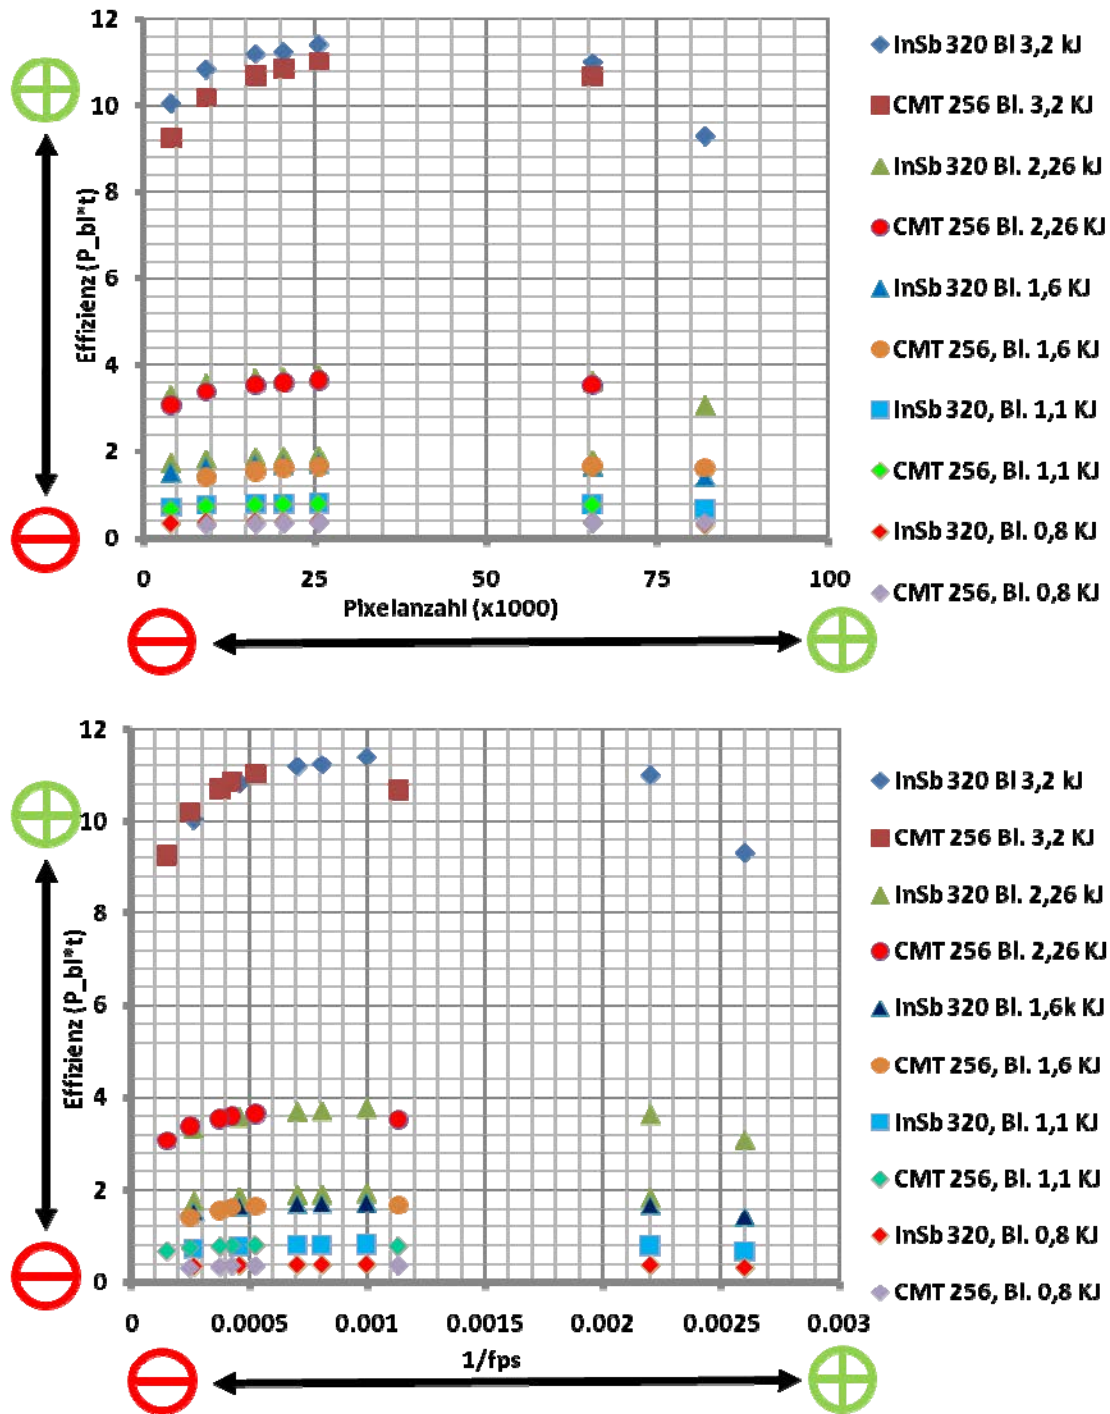 12
10
8
6
4
2
0
Effizienz (P_bl*t)
0 25 50 75 100
Pixelanzahl (x1000)
InSb 320 Bl 3,2 kJ
CMT 256 Bl. 3,2 KJ
InSb 320 Bl. 2,26 kJ
CMT 256 Bl. 2,26 KJ
InSb 320 Bl. 1,6 KJ
CMT 256, Bl. 1,6 KJ
InSb 320, Bl. 1,1 KJ
CMT 256, Bl. 1,1 KJ
InSb 320, Bl. 0,8 KJ
CMT 256, Bl. 0,8 KJ
12
10
8
6
4
2
0
Effizienz (P_bl*t)
0 0.0005 0.001 0.0015 0.002 0.0025 0.003
1/fps
InSb 320 Bl 3,2 kJ
CMT 256 Bl. 3,2 KJ
InSb 320 Bl. 2,26 kJ
CMT 256 Bl. 2,26 KJ
InSb 320 Bl. 1,6k KJ
CMT 256, Bl. 1,6 KJ
InSb 320, Bl. 1,1 KJ
CMT 256, Bl. 1,1 KJ
InSb 320, Bl. 0,8 KJ
CMT 256, Bl. 0,8 KJ